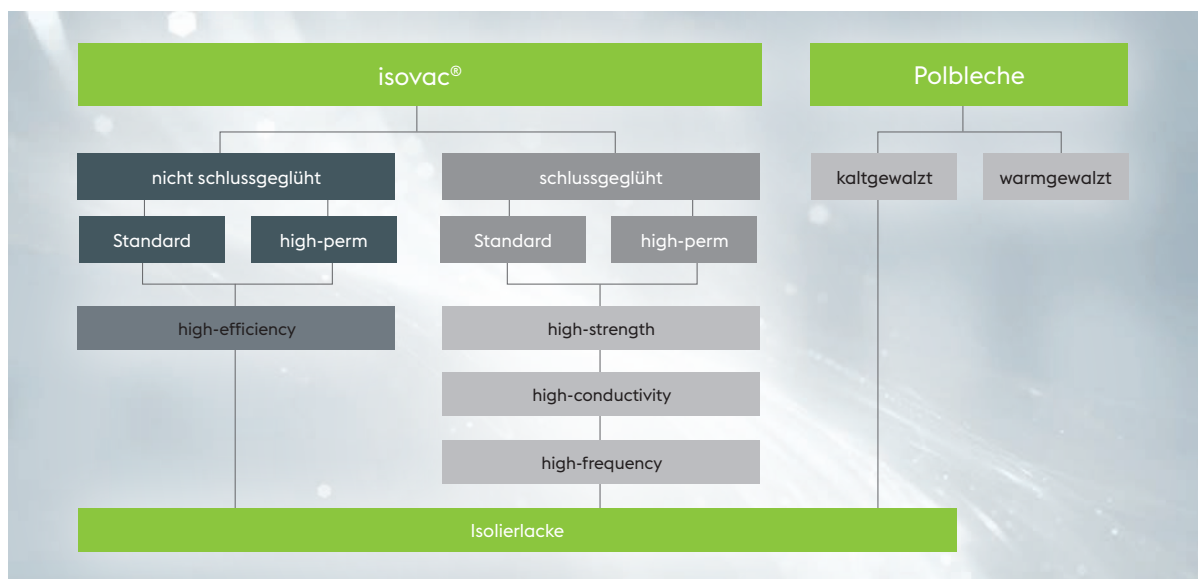 isovac®
Polbleche
nicht schlussgeglüht
schlussgeglüht
kaltgewalzt
warmgewalzt
Standard
high-perm
Standard
high-perm
high-efficiency
high-strength
high-conductivity
high-frequency
Isolierlacke